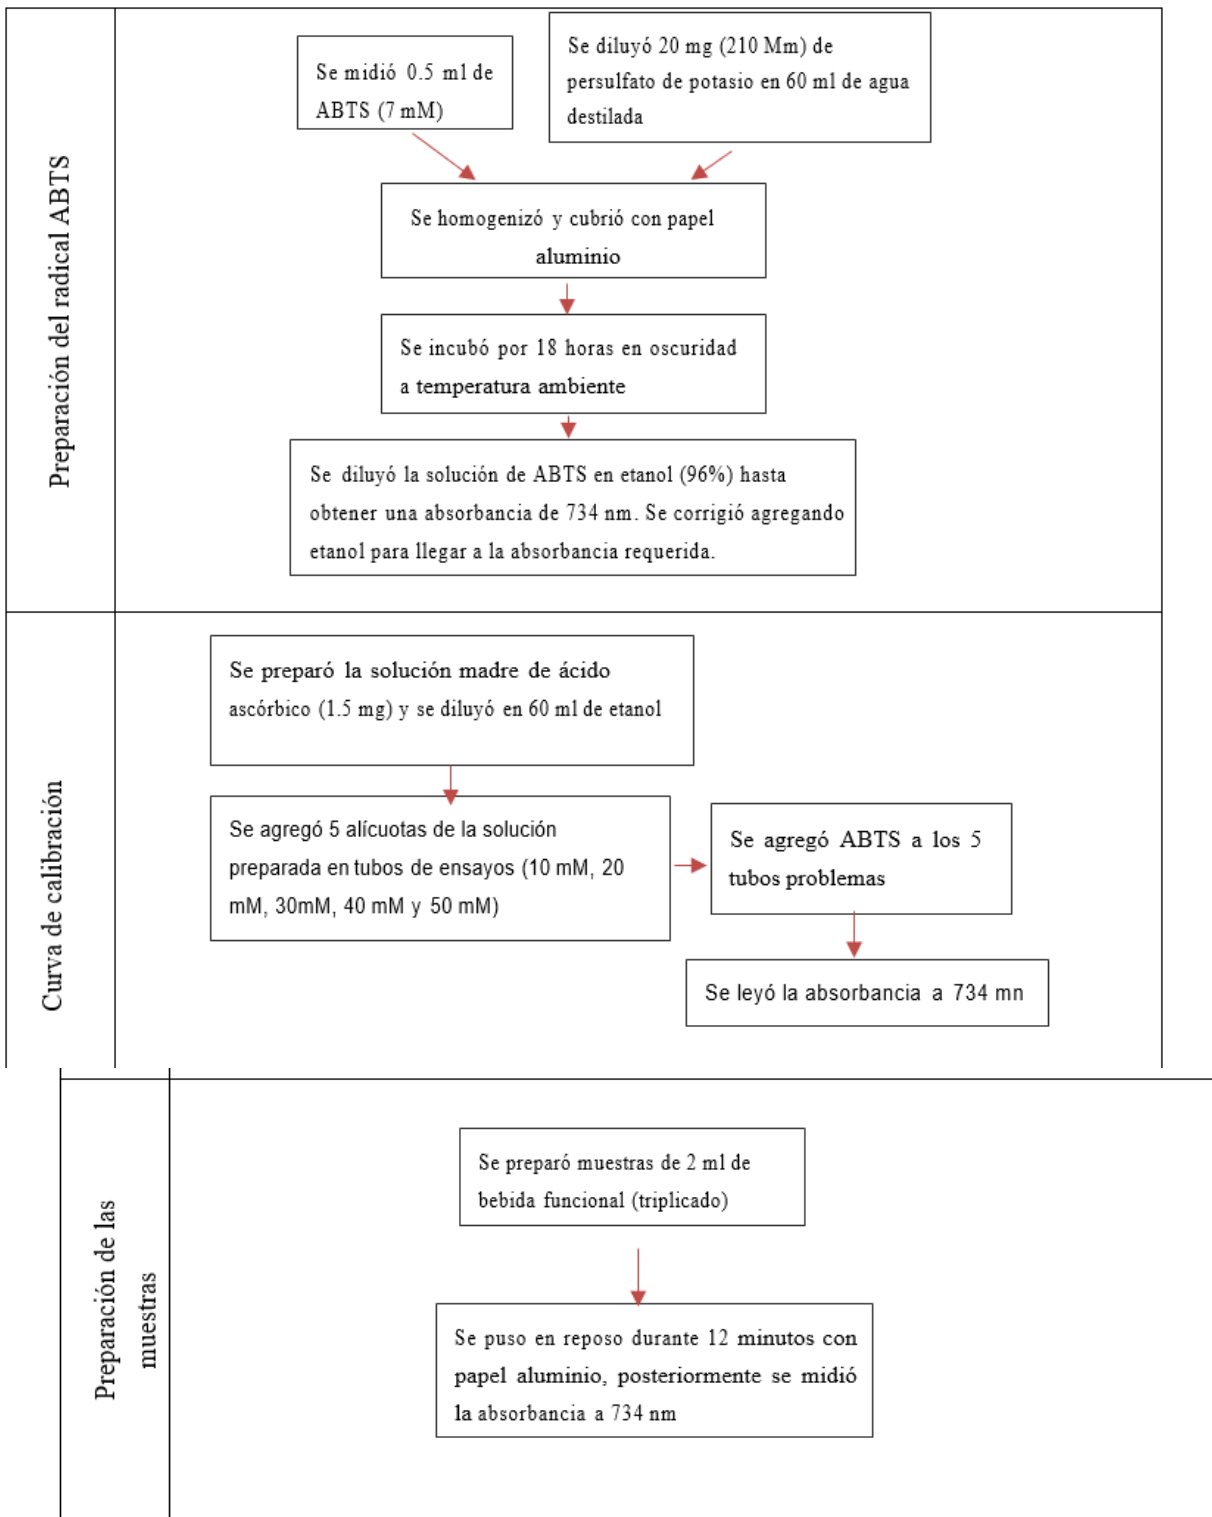 Preparación del radical ABTS
Se midió 0.5 ml de
ABTS (7 mM)
Se diluyó 20 mg (210 Mm) de
persulfato de potasio en 60 ml de agua
destilada
Se homogenizó y cubrió con papel
aluminio
Se incubó por 18 horas en oscuridad
a temperatura ambiente
Se diluyó la solución de ABTS en etanol (96%) hasta
obtener una absorbancia de 734 nm. Se corrigió agregando
etanol para llegar a la absorbancia requerida.
Curva de calibración
Se preparó la solución madre de ácido
ascórbico (1.5 mg) y se diluyó en 60 ml de etanol
Se agregó 5 alícuotas de la solución
preparada en tubos de ensayos (10 mM, 20
mM, 30mM, 40 mM y 50 mM)
Se agregó ABTS a los 5
tubos problemas
Se leyó la absorbancia a 734 mn
Preparación de las
muestras
Se preparó muestras de 2 ml de
bebida funcional (triplicado)
Se puso en reposo durante 12 minutos con
papel aluminio, posteriormente se midió
la absorbancia a 734 nm